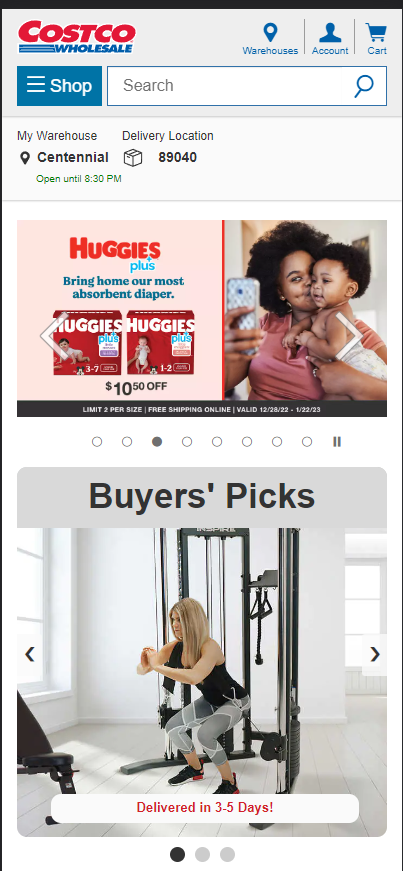 COSTCO
WHOLESALE
Warehouses
Account
Cart
Shop
Search
My Warehouse
Delivery Location
Centennial
89040
Open until 8:30 PM
HUGGIES
plus
Bring home our most
absorbent diaper.
HUGGIES HUGGIES
plus plus
3-7 1-2
$10.50 OFF
LIMIT 2 PER SIZE | FREE SHIPPING ONLINE | VALID 12/28/22 - 1/22/23
Buyers' Picks
INSPIRE
Delivered in 3-5 Days!